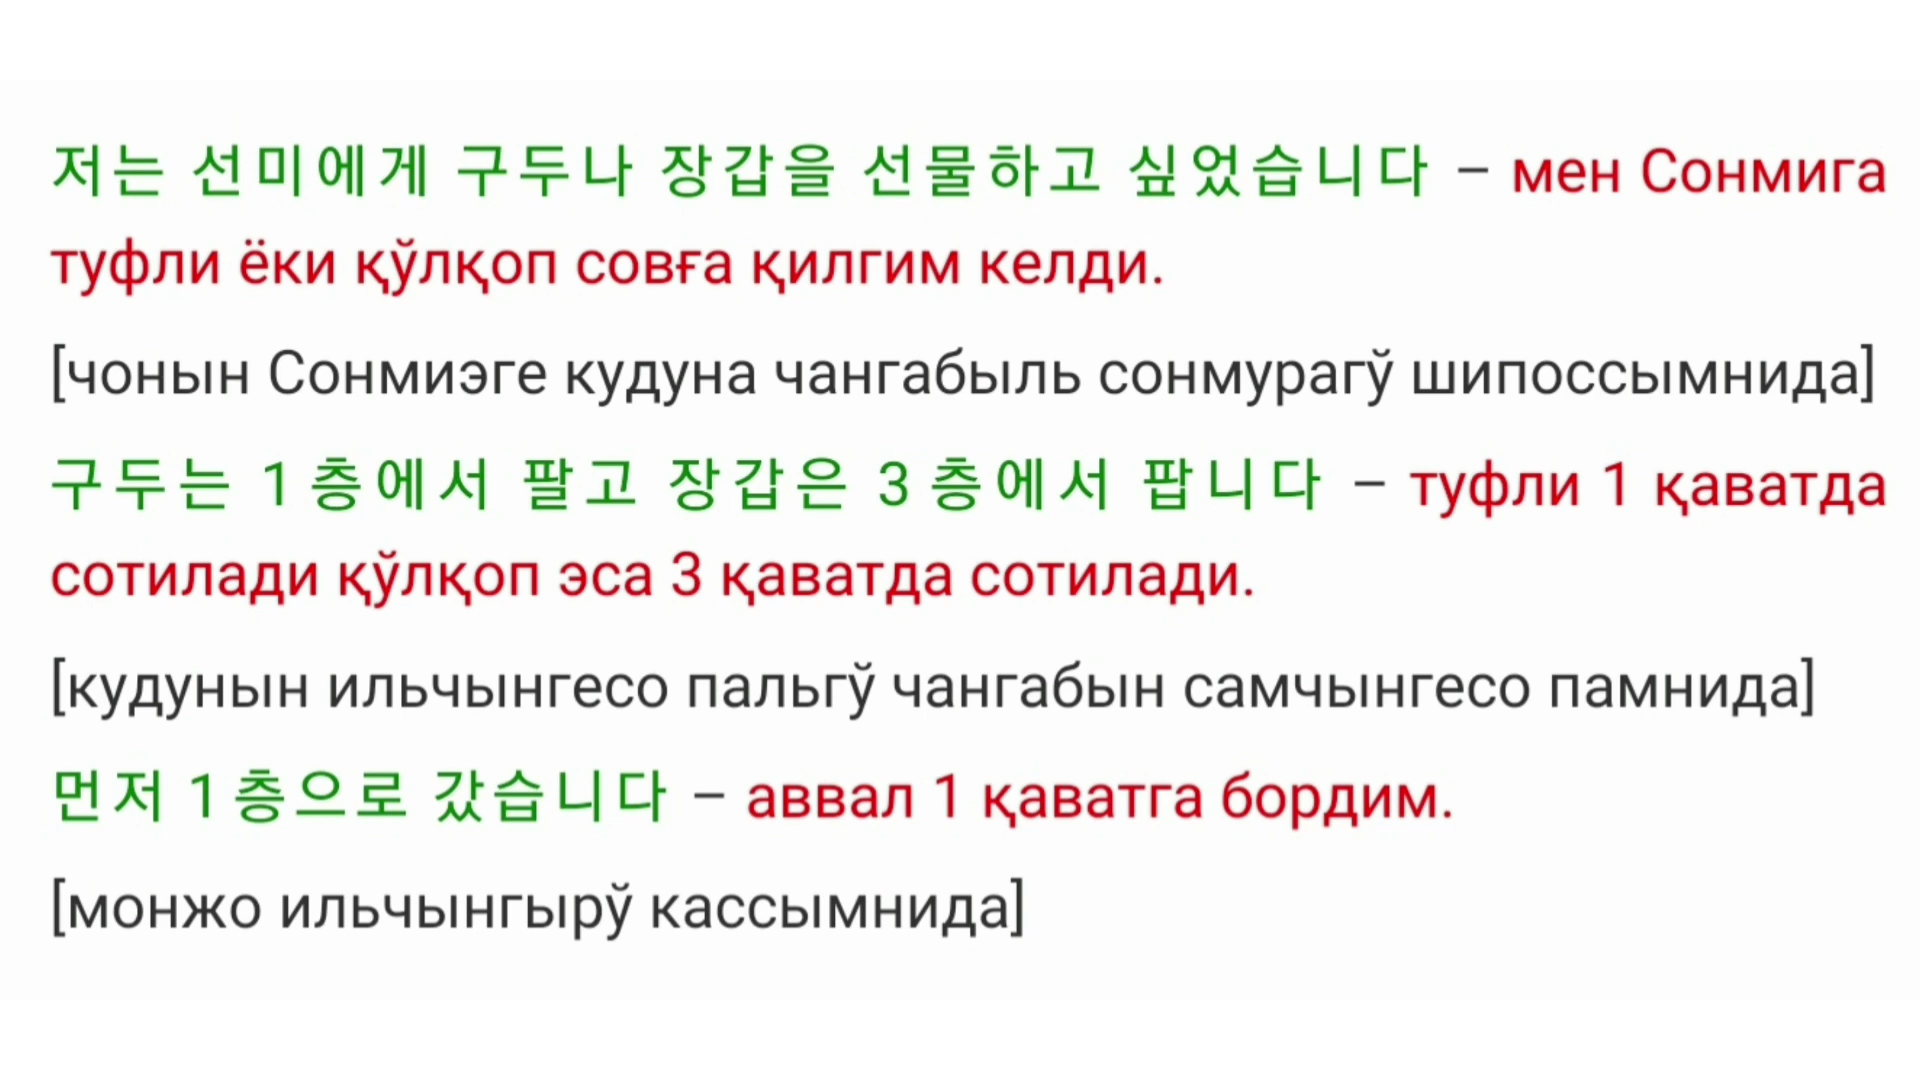 저는 선미에게 구두나 장갑을 선물하고 싶었습니다 – мен Сонмига
туфли ёки қўлқоп совға қилгим келди.
[чонын Сонмиэге кудуна чангабыль сонмурагў шипоссымнида]
구두는 1층에서 팔고 장갑은 3층에서 팝니다 – туфли 1 қаватда
сотилади қўлқоп эса 3 қаватда сотилади.
[кудунын ильчынгесо пальгў чангабын самчынгесо памнида]
먼저 1층으로 갔습니다 – аввал 1 қаватга бордим.
[монжо ильчынгырў кассымнида]